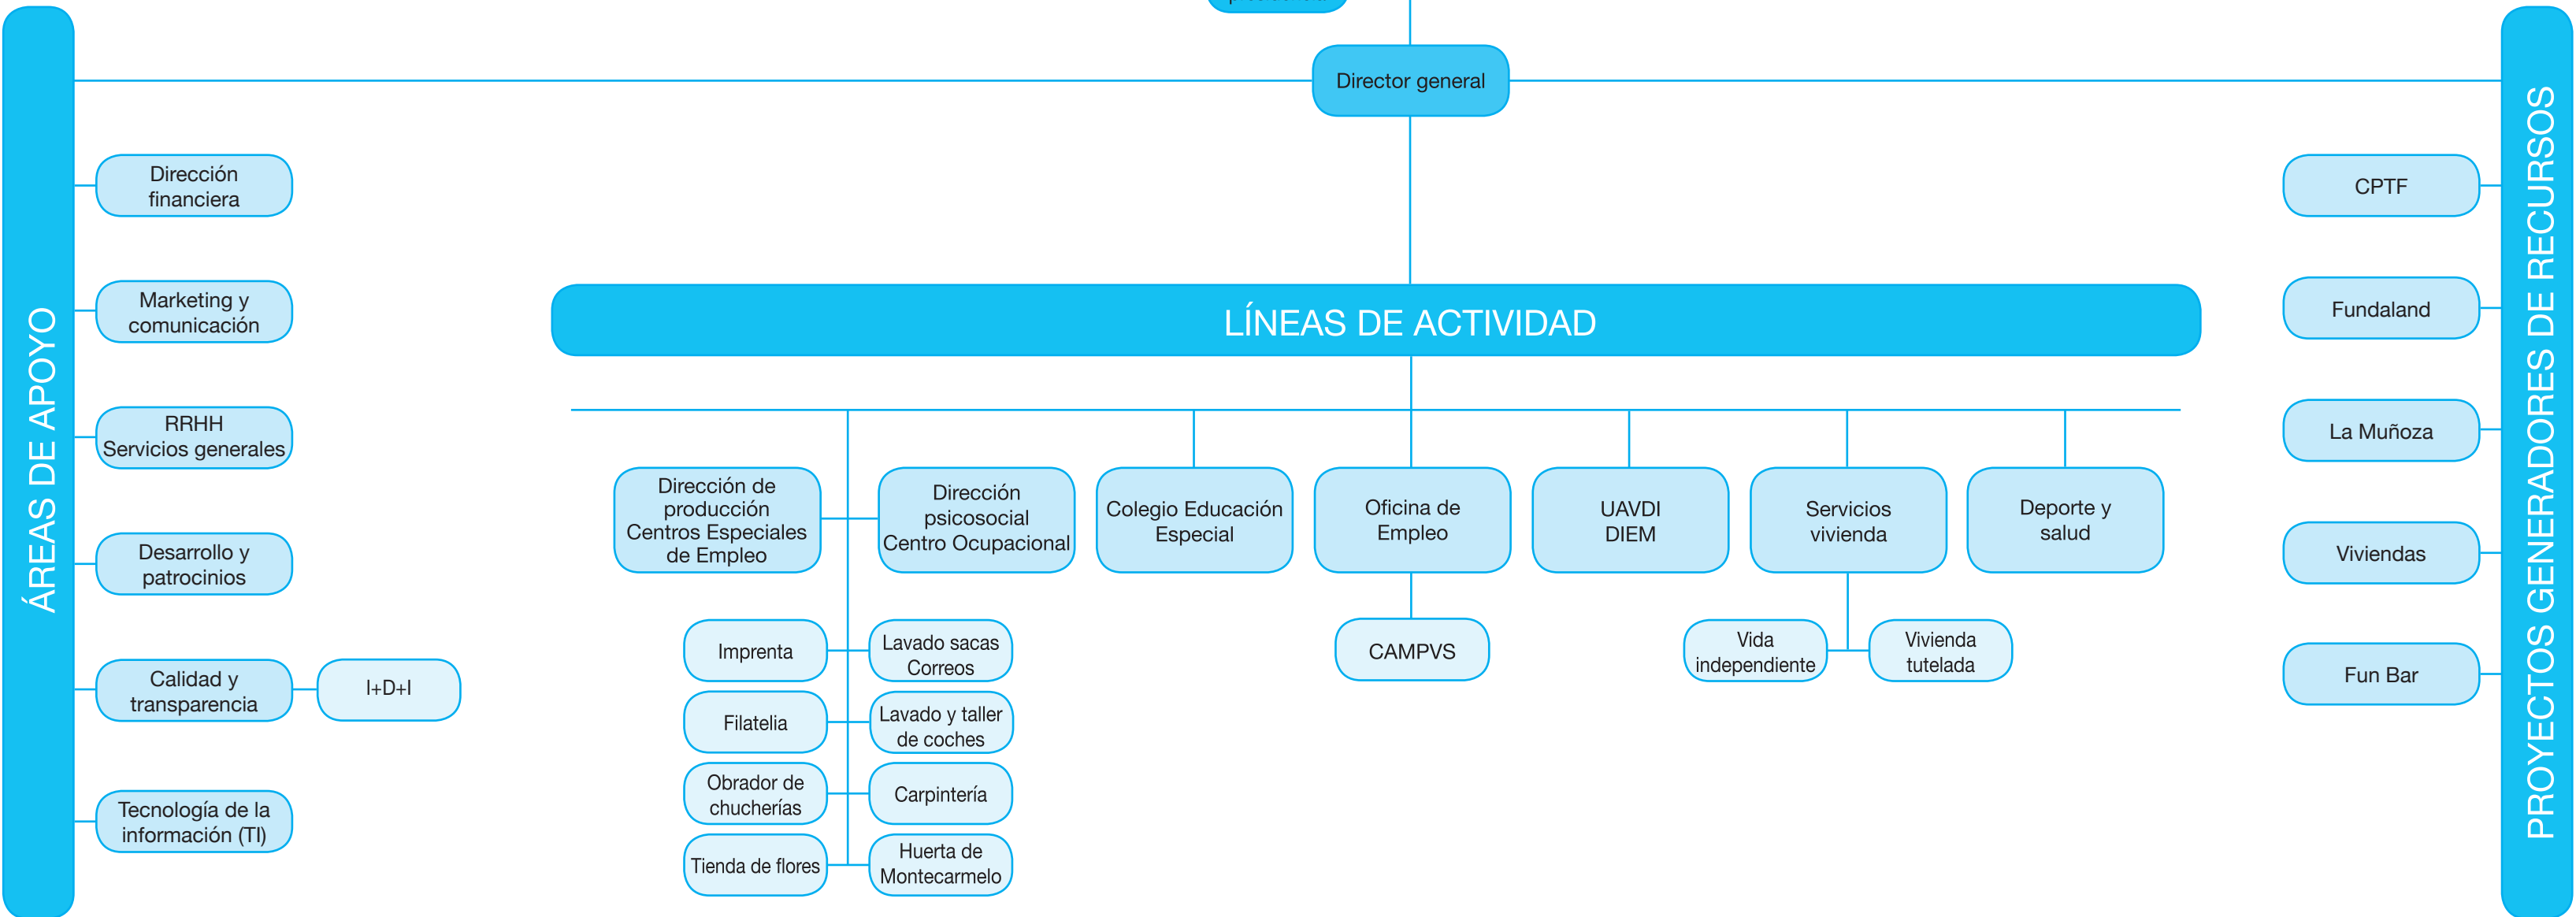 Director general
ÁREAS DE APOYO
Dirección
financiera
Marketing y
comunicación
RRHH
Servicios generales
Desarrollo y
patrocinios
Calidad y
transparencia
I+D+I
Tecnología de la
información (TI)
LÍNEAS DE ACTIVIDAD
Dirección de
producción
Centros Especiales
de Empleo
Dirección
psicosocial
Centro Ocupacional
Colegio Educación
Especial
Oficina de
Empleo
UAVDI
DIEM
Servicios
vivienda
Deporte y
salud
Imprenta
Lavado sacas
Correos
Filatelia
Lavado y taller
de coches
Obrador de
chucherías
Carpintería
Tienda de flores
Huerta de
Montecarmelo
CAMPVS
Vida
independiente
Vivienda
tutelada
PROYECTOS GENERADORES DE RECURSOS
CPTF
Fundaland
La Muñoza
Viviendas
Fun Bar